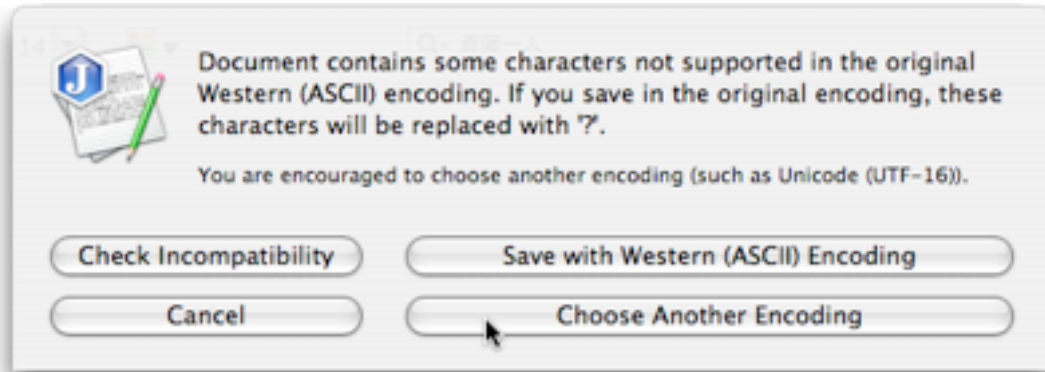 Document contains some characters not supported in the original
Western (ASCII) encoding. If you save in the original encoding, these
characters will be replaced with '?'.
You are encouraged to choose another encoding (such as Unicode (UTF-16)).
Check Incompatibility
Save with Western (ASCII) Encoding
Cancel
Choose Another Encoding